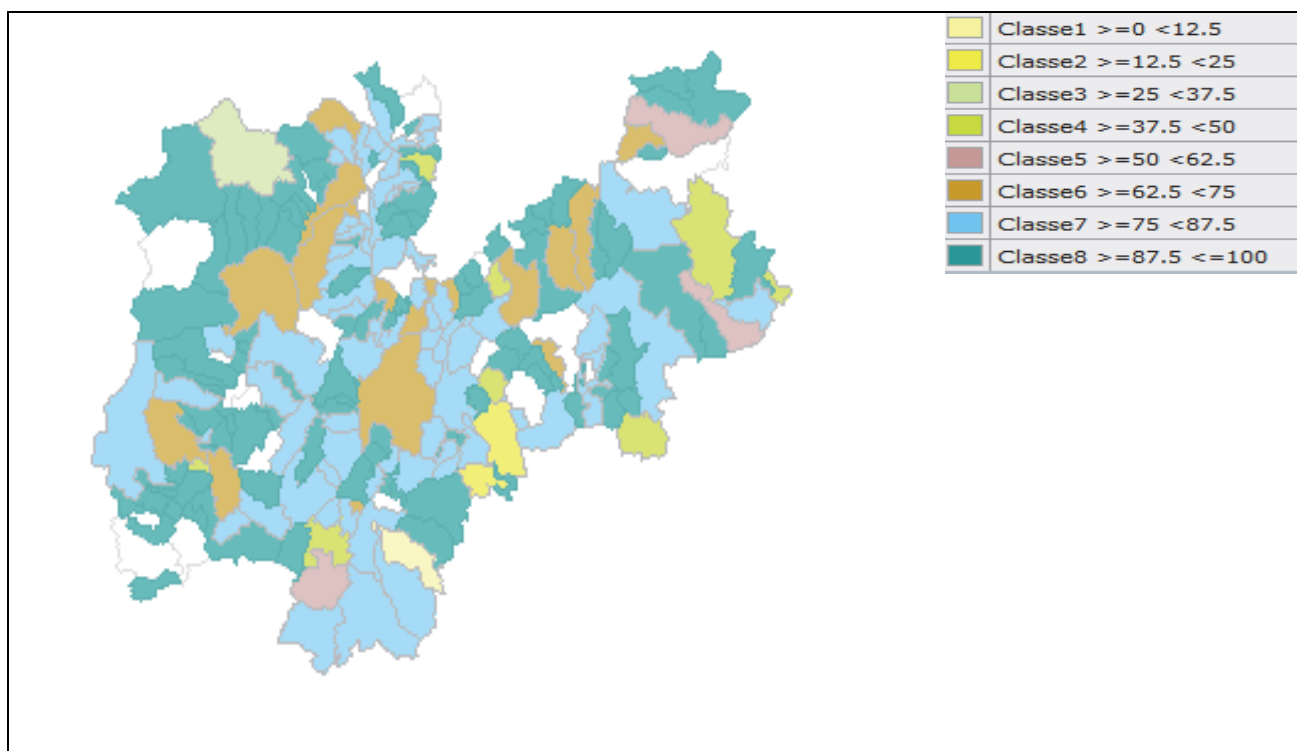 Classe1 >=0 <12.5
Classe2 >=12.5 <25
Classe3 >=25 <37.5
Classe4 >=37.5 <50
Classe5 >=50 <62.5
Classe6 >=62.5 <75
Classe7 >=75 <87.5
Classe8 >=87.5 <=100